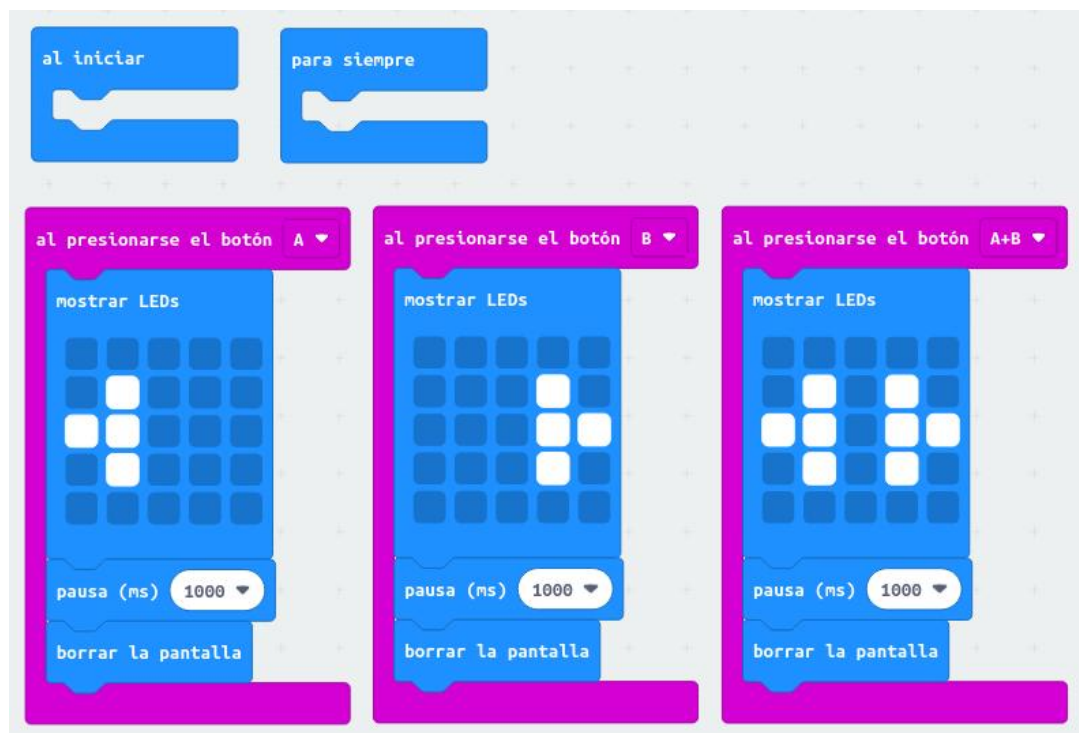 al iniciar
para siempre
al presionarse el botón A
mostrar LEDs
pausa (ms) 1000
borrar la pantalla
al presionarse el botón B
mostrar LEDs
pausa (ms) 1000
borrar la pantalla
al presionarse el botón A+B
mostrar LEDs
pausa (ms) 1000
borrar la pantalla